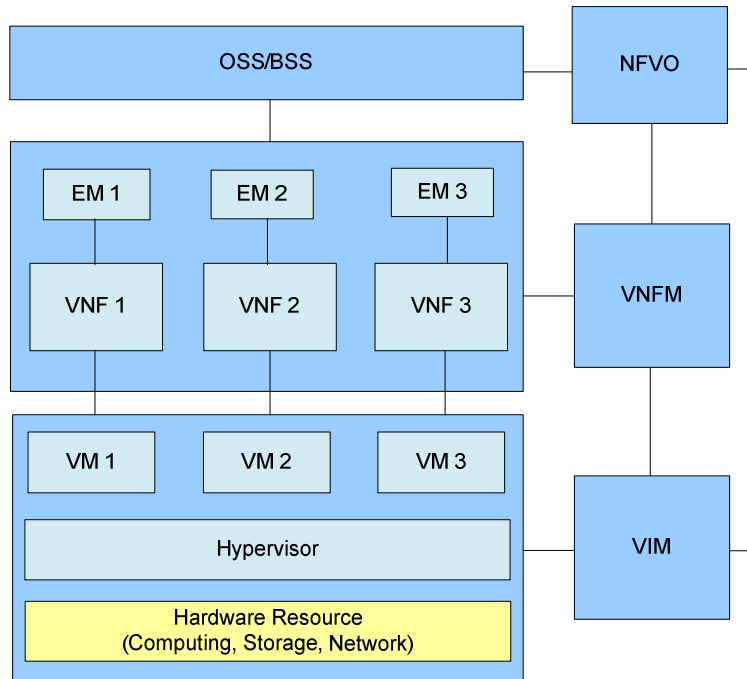 OSS/BSS
NFVO
EM 1
EM 2
EM 3
VNF 1
VNF 2
VNF 3
VNFM
VM 1
VM 2
VM 3
Hypervisor
VIM
Hardware Resource
(Computing, Storage, Network)